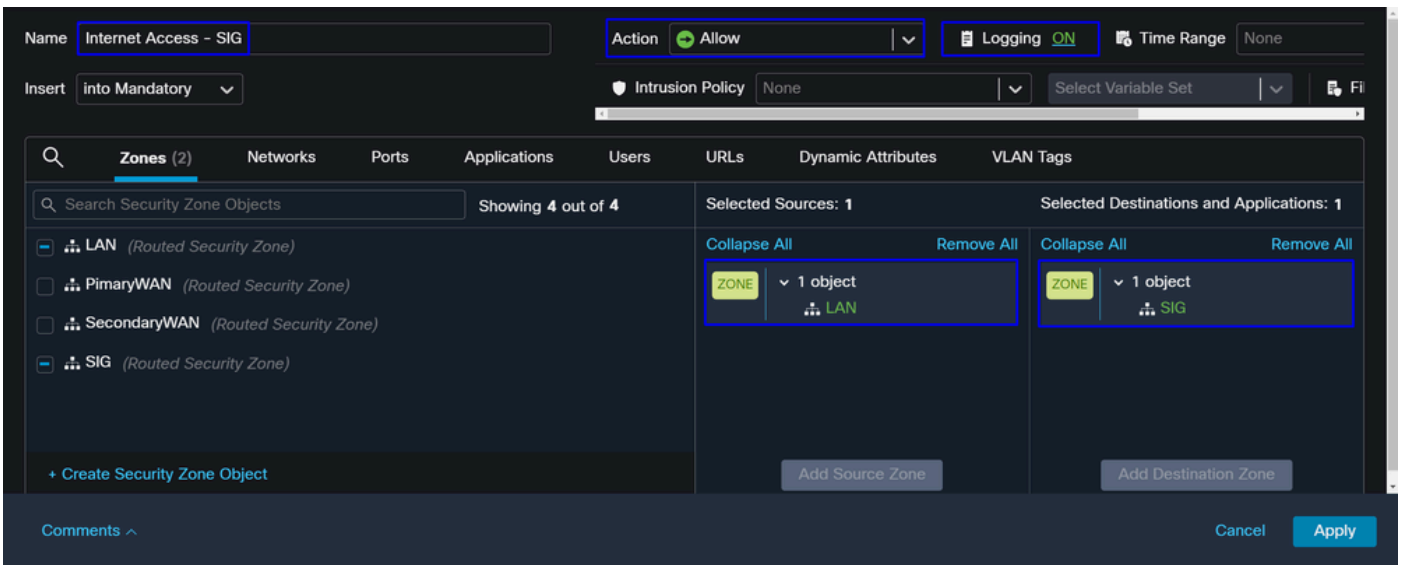 Name Internet Access - SIG Action Allow Logging ON Time Range None
Insert into Mandatory Intrusion Policy None Select Variable Set Fi
Zones (2) Networks Ports Applications Users URLs Dynamic Attributes VLAN Tags
Search Security Zone Objects Showing 4 out of 4 Selected Sources: 1 Selected Destinations and Applications: 1
LAN (Routed Security Zone) Collapse All Remove All Collapse All Remove All
PimaryWAN (Routed Security Zone) ZONE 1 object ZONE 1 object
LAN SIG
SecondaryWAN (Routed Security Zone)
SIG (Routed Security Zone)
+ Create Security Zone Object Add Source Zone Add Destination Zone
Comments Cancel Apply